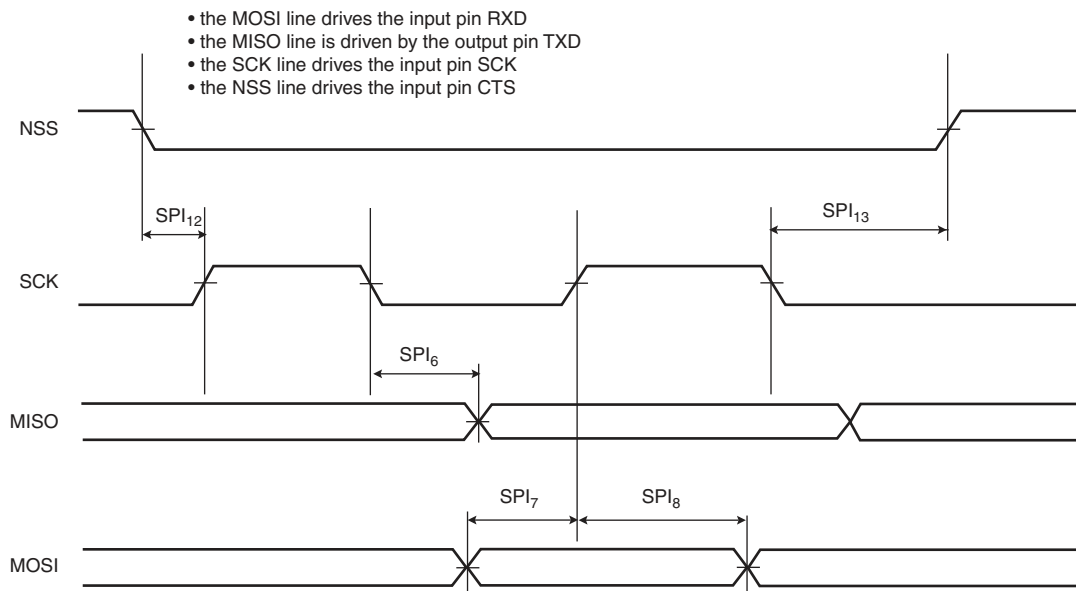 • the MOSI line drives the input pin RXD
• the MISO line is driven by the output pin TXD
• the SCK line drives the input pin SCK
• the NSS line drives the input pin CTS
NSS
SPI12
SPI13
SCK
SPI6
MISO
SPI7
SPI8
MOSI